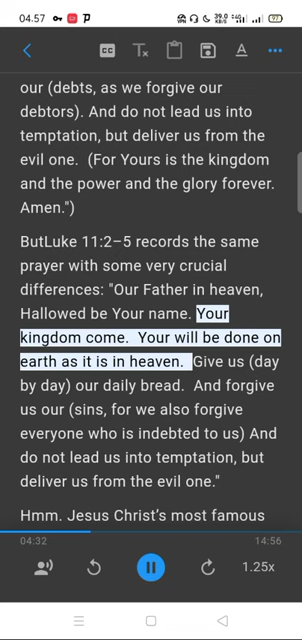 04.57
39.0 KB/S
4G
27
CC
our (debts, as we forgive our
debtors). And do not lead us into
temptation, but deliver us from the
evil one.  (For Yours is the kingdom
and the power and the glory forever.
Amen.")
ButLuke 11:2–5 records the same
prayer with some very crucial
differences: "Our Father in heaven,
Hallowed be Your name. Your
kingdom come.  Your will be done on
earth as it is in heaven.  Give us (day
by day) our daily bread.  And forgive
us our (sins, for we also forgive
everyone who is indebted to us) And
do not lead us into temptation, but
deliver us from the evil one."
Hmm. Jesus Christ’s most famous
04:32
14:56
1.25x